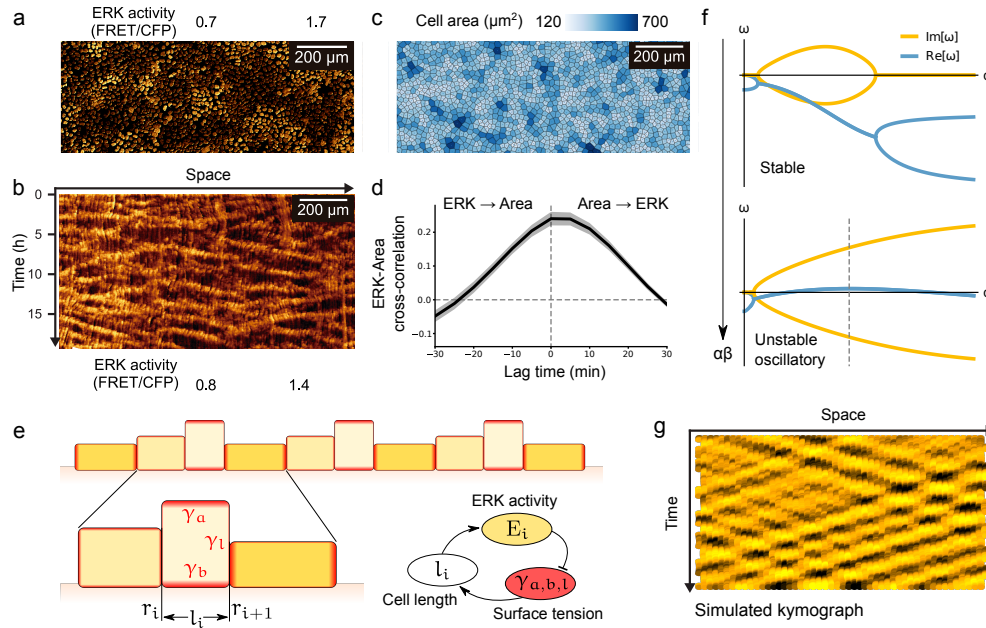 a
ERK activity
(FRET/CFP)
0.7
1.7
200 μm
b
Space
Time (h)
0
5
10
15
200 μm
ERK activity
(FRET/CFP)
0.8
1.4
c
Cell area (μm²)
120
700
200 μm
d
ERK → Area
Area → ERK
ERK-Area
cross-correlation
0.2
0.1
0.0
−0.1
−30
−20
−10
0
10
20
30
Lag time (min)
e
γa
γl
γb
ri
li
ri+1
ERK activity
Ei
li
Cell length
γa,b,l
Surface tension
f
ω
Im[ω]
Re[ω]
Stable
ω
αβ
Unstable
oscillatory
g
Space
Time
Simulated kymograph